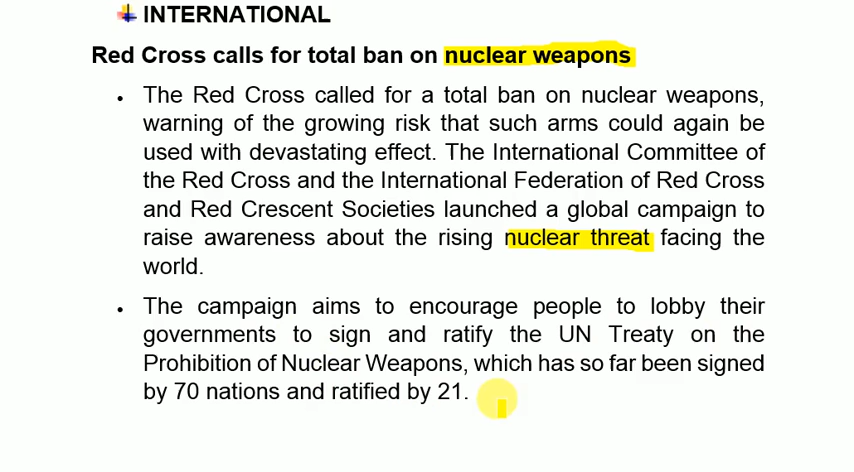 INTERNATIONAL
Red Cross calls for total ban on nuclear weapons
• The Red Cross called for a total ban on nuclear weapons,
warning of the growing risk that such arms could again be
used with devastating effect. The International Committee of
the Red Cross and the International Federation of Red Cross
and Red Crescent Societies launched a global campaign to
raise awareness about the rising nuclear threat facing the
world.
• The campaign aims to encourage people to lobby their
governments to sign and ratify the UN Treaty on the
Prohibition of Nuclear Weapons, which has so far been signed
by 70 nations and ratified by 21.